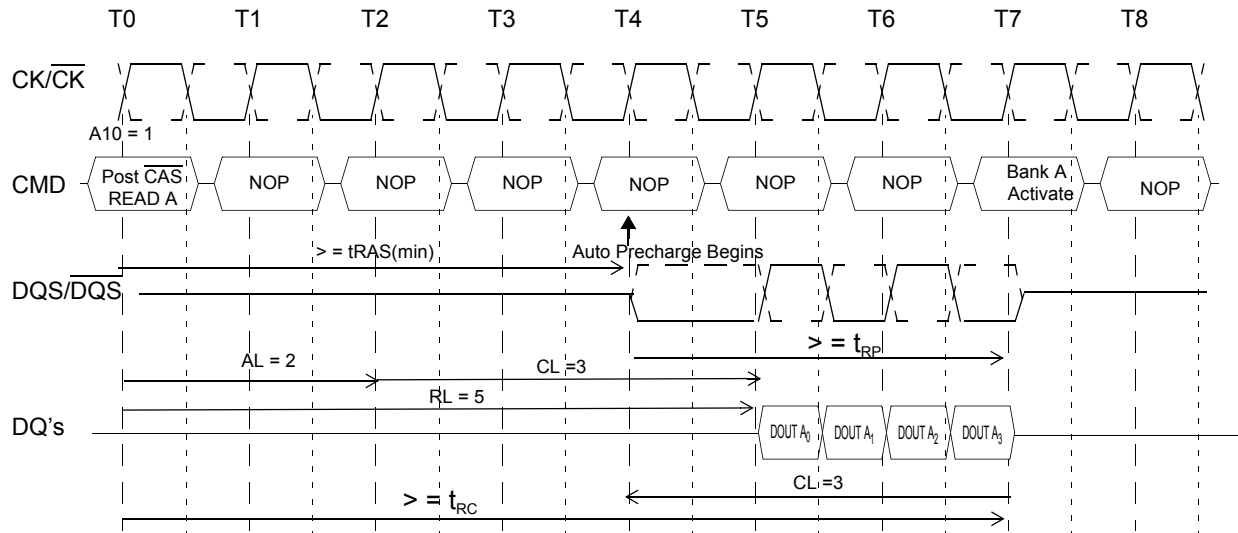 T0 T1 T2 T3 T4 T5 T6 T7 T8
CK/CK
A10 = 1
CMD
Post CAS
READ A
NOP
NOP
NOP
NOP
NOP
NOP
Bank A
Activate
NOP
> = tRAS(min)
Auto Precharge Begins
DQS/DQS
> = tRP
AL = 2
CL =3
RL = 5
DQ's
DOUT A0
DOUT A1
DOUT A2
DOUT A3
CL =3
> = tRC